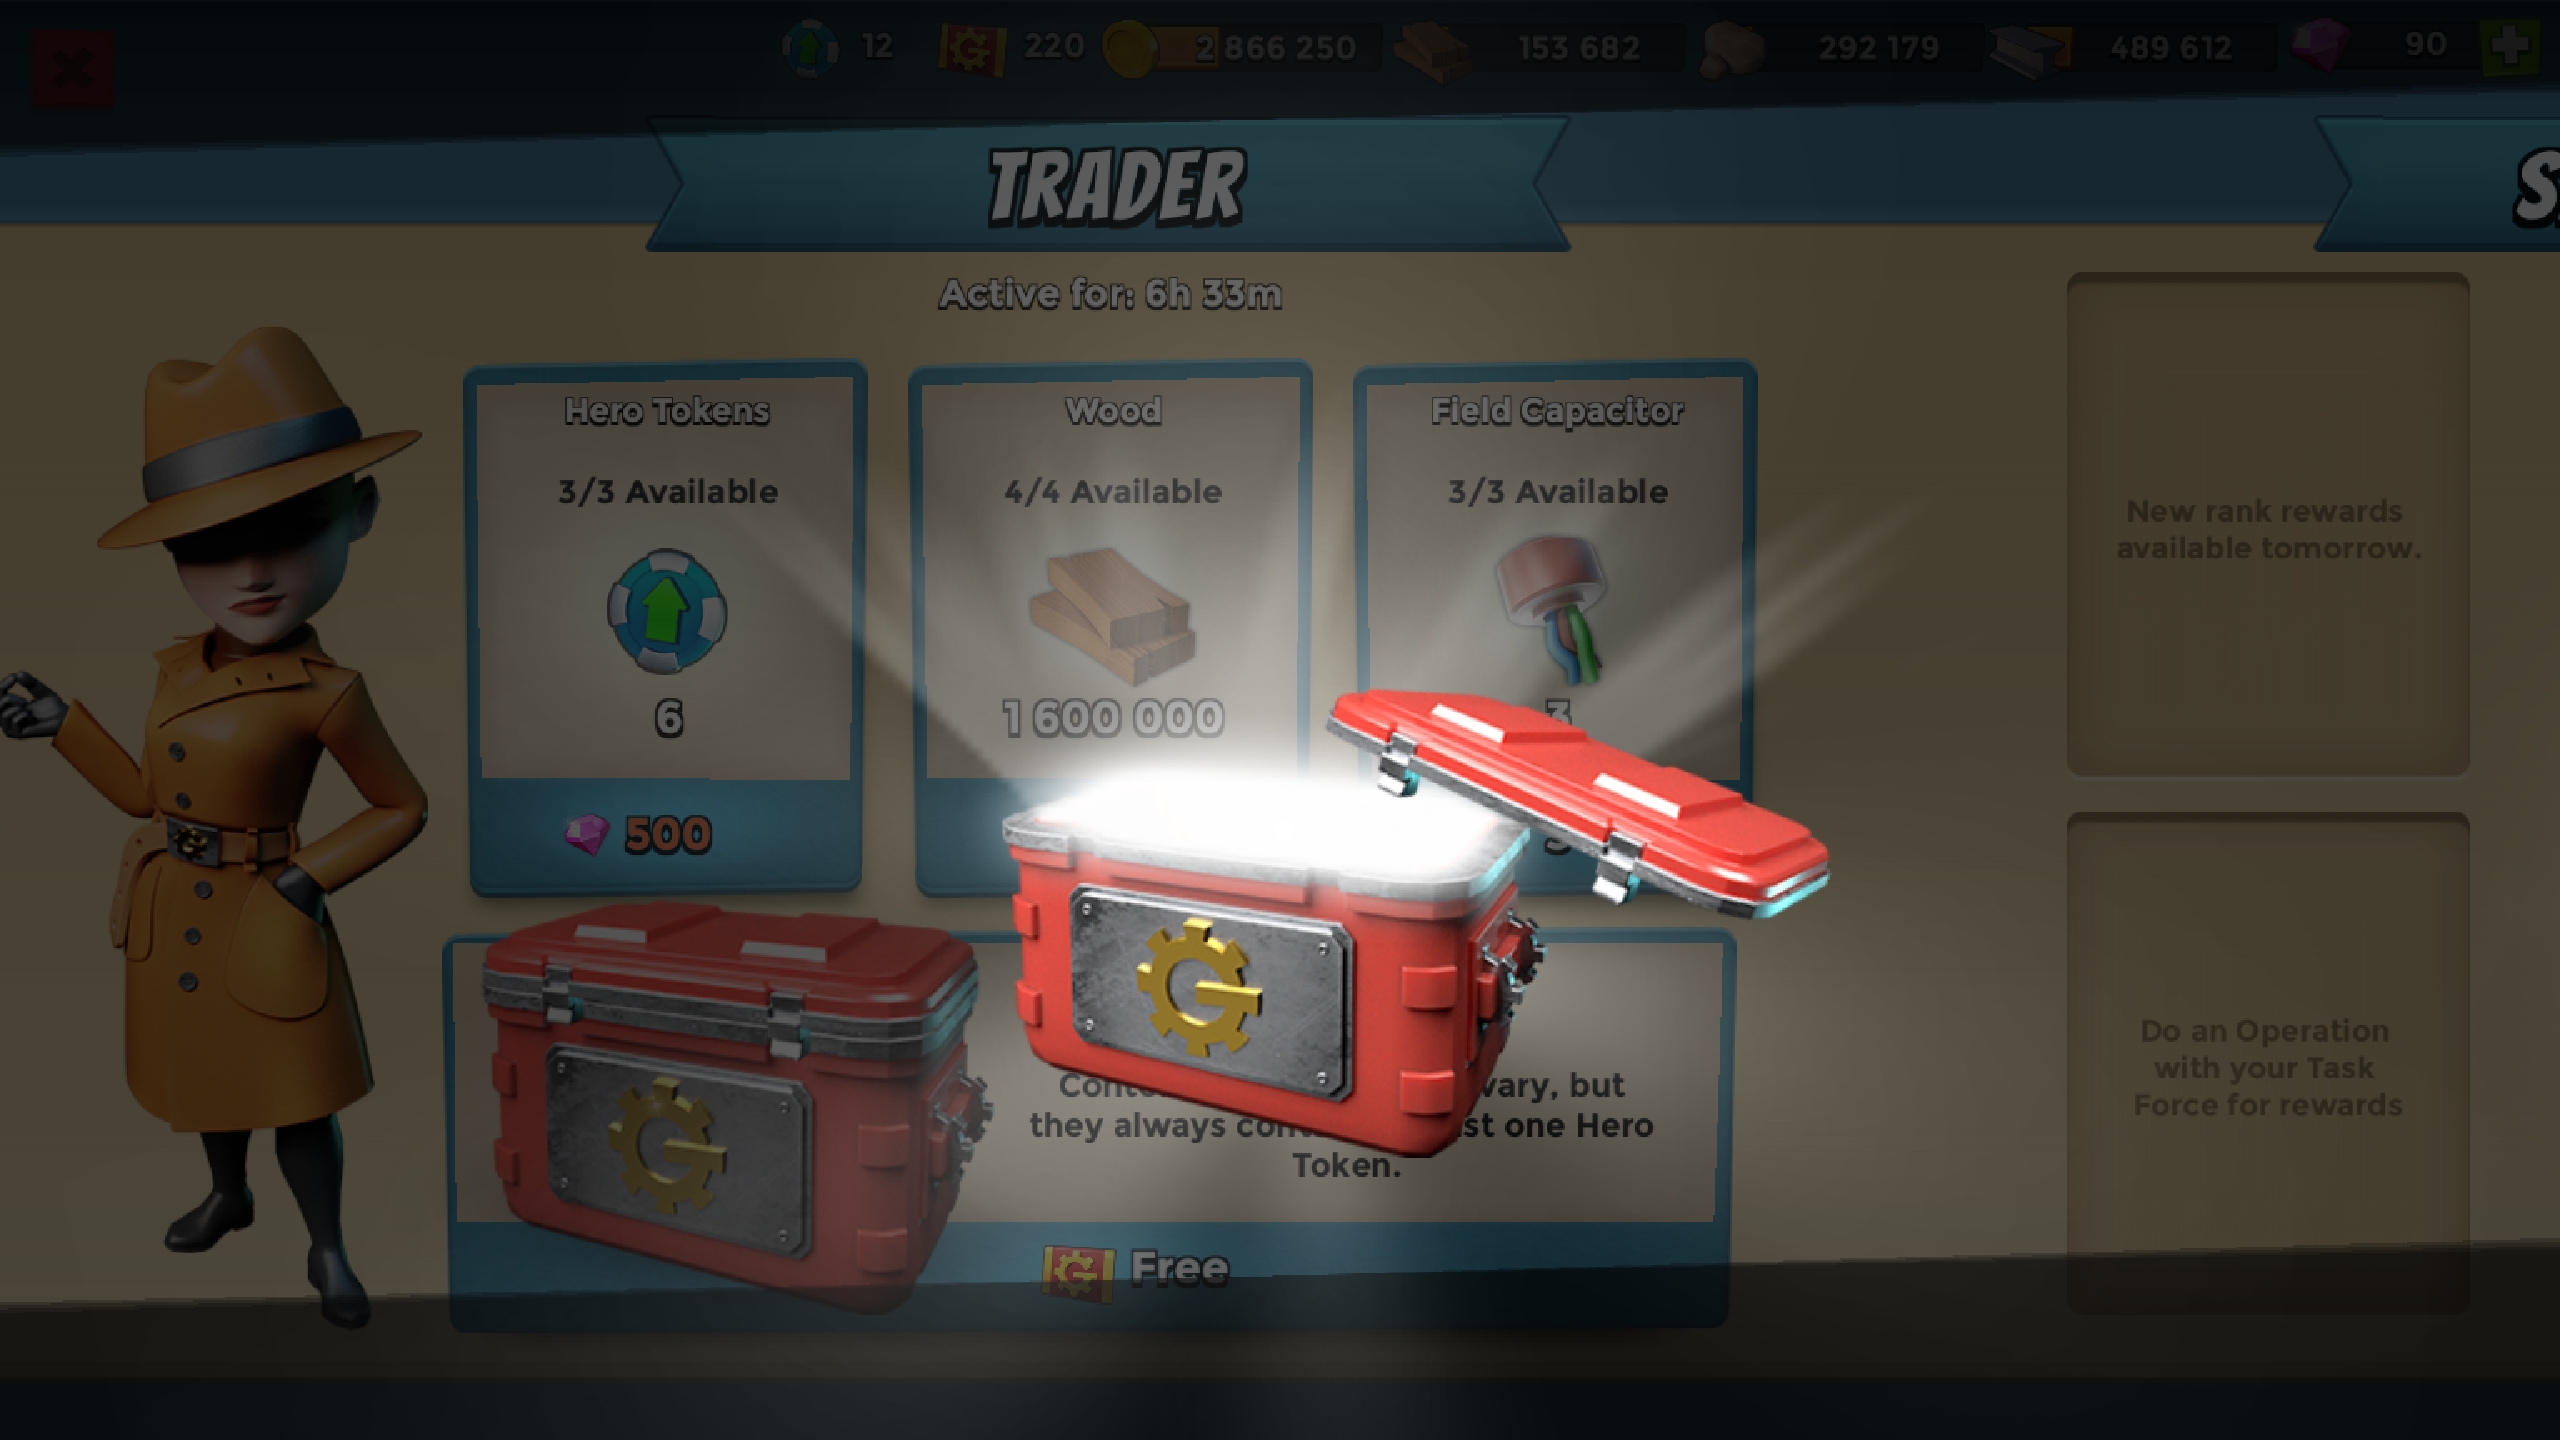 12
220
2 866 250
153 682
292 179
489 612
90
TRADER
Active for: 6h 33m
Hero Tokens
3/3 Available
6
500
Wood
4/4 Available
1 600 000
Field Capacitor
3/3 Available
3
vary, but
they always st one Hero
Token.
Free
New rank rewards
available tomorrow.
Do an Operation
with your Task
Force for rewards